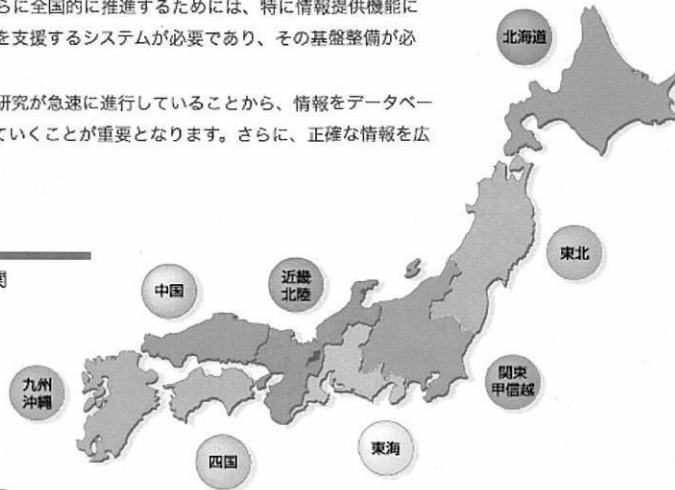 らに全国的に推進するためには、特に情報提供機能に
を支援するシステムが必要であり、その基盤整備が必
研究が急速に進行していることから、情報をデータベー
ていくことが重要となります。さらに、正確な情報を広
関
北海道
東北
近畿
北陸
中国
九州
沖縄
関東
甲信越
四国
東海